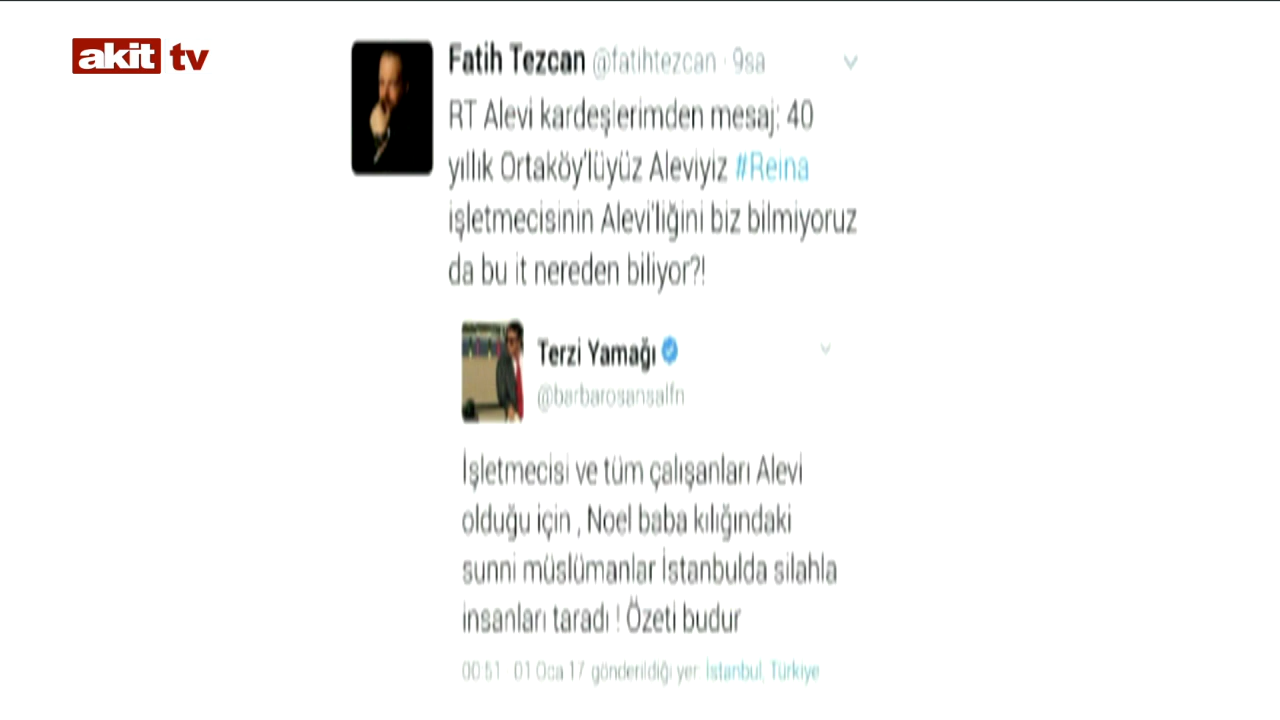 akit tv
Fatih Tezcan @fatihtezcan · 9sa
RT Alevi kardeşlerimden mesaj: 40
yıllık Ortaköy'lüyüz Aleviyiz #Reina
işletmecisinin Alevi'liğini biz bilmiyoruz
da bu it nereden biliyor?!
Terzi Yamağı
@barbarosansalfn
İşletmecisi ve tüm çalışanları Alevi
olduğu için , Noel baba kılığındaki
sunni müslümanlar İstanbulda silahla
insanları taradı ! Özeti budur
00:51 01 Oca 17 gönderildiği yer: İstanbul, Türkiye